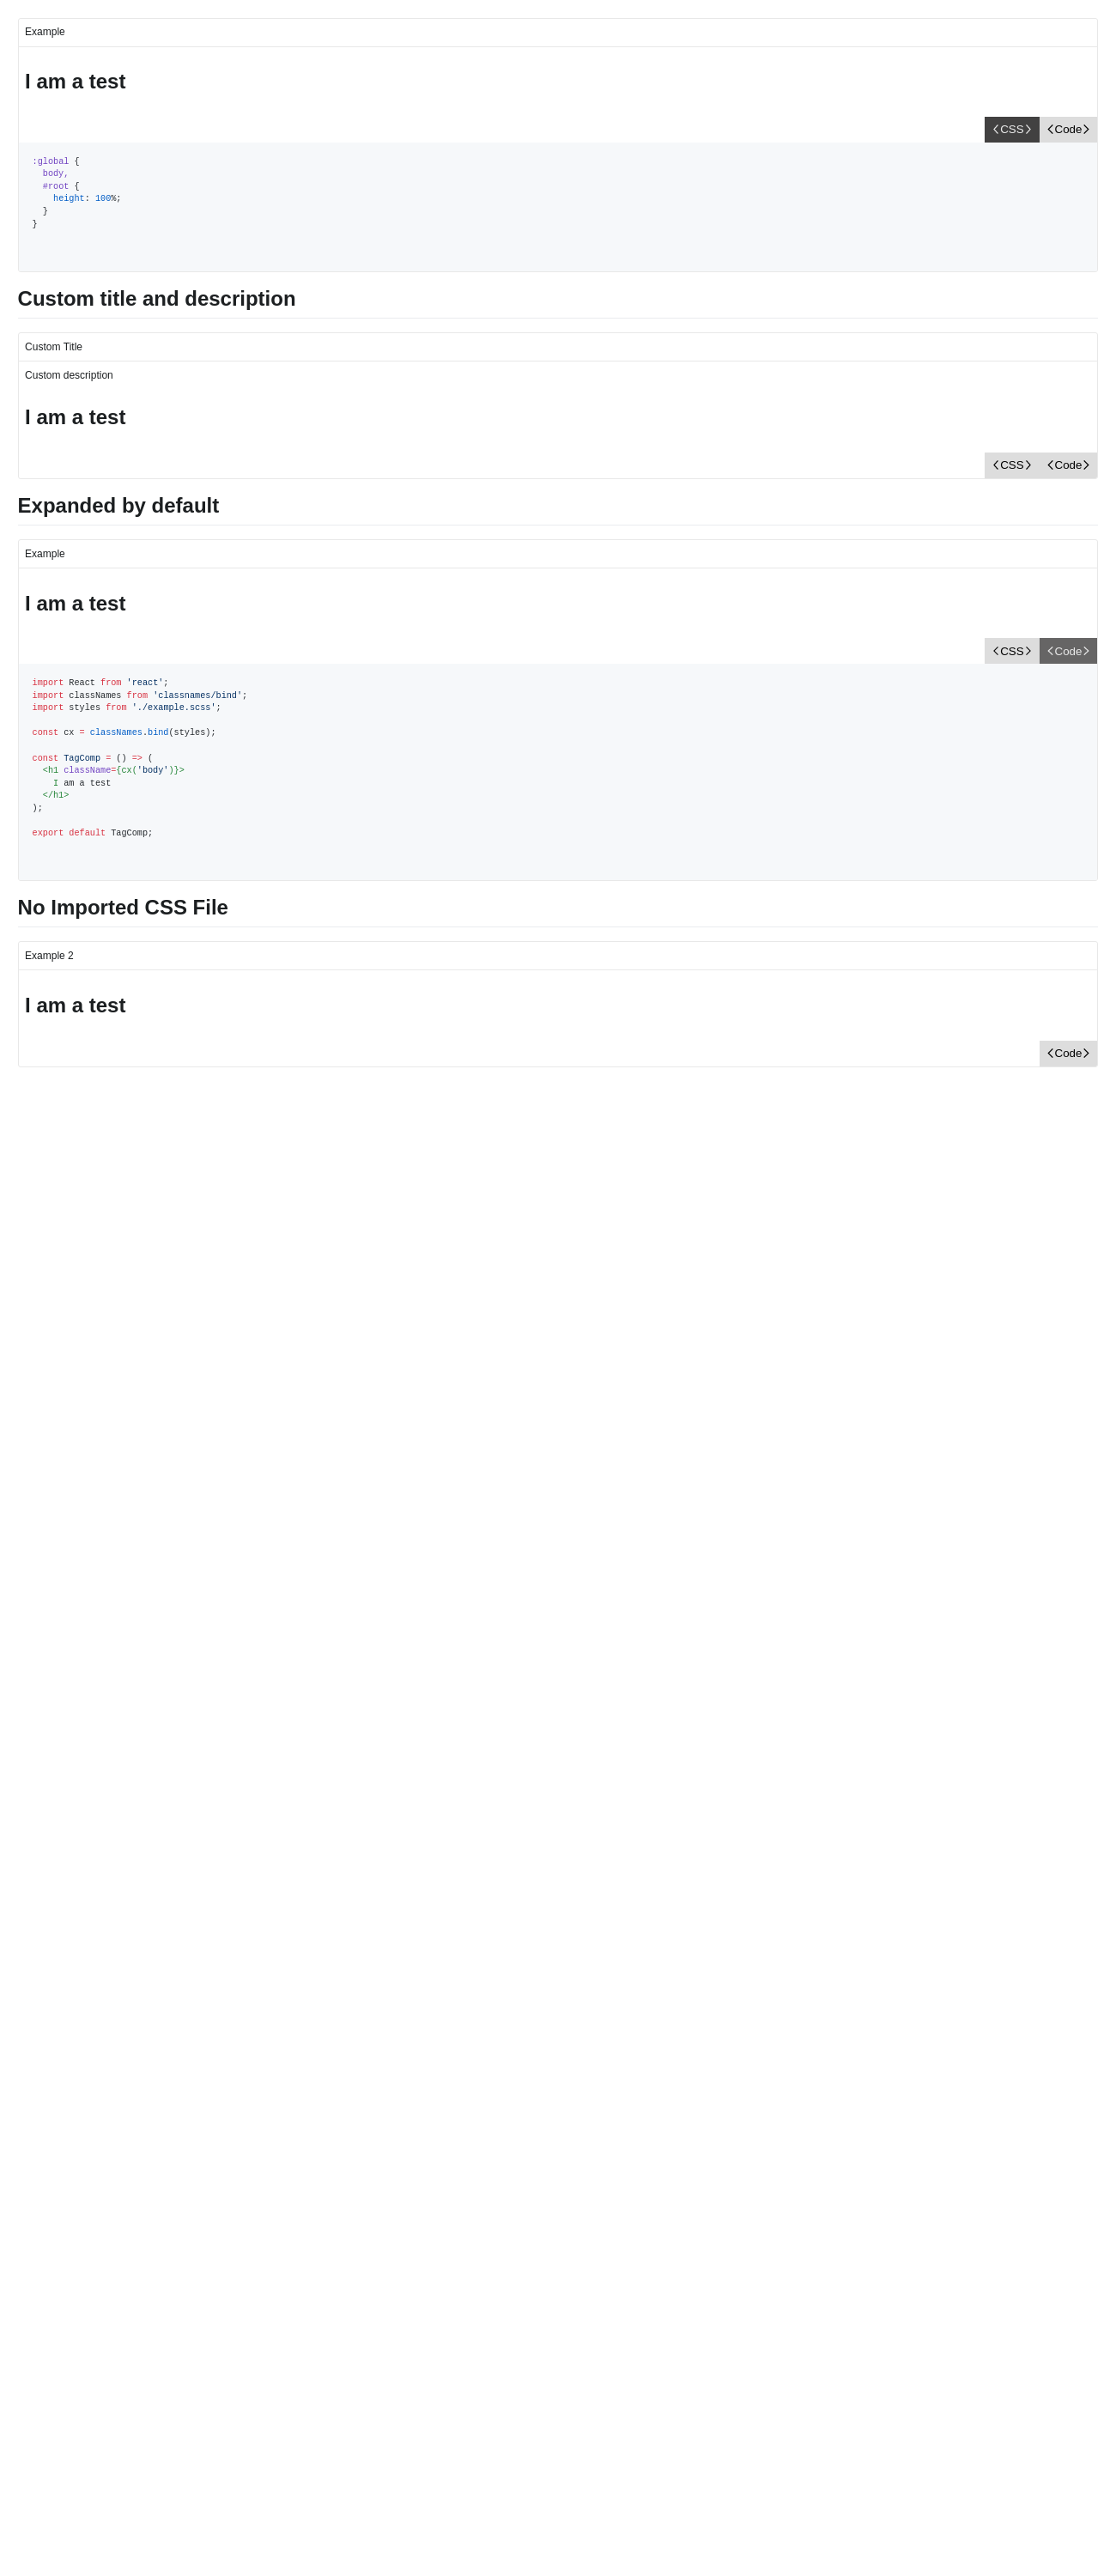 Example
I am a test
<CSS> <Code>
:global {
  body,
  #root {
    height: 100%;
  }
}
Custom title and description
Custom Title
Custom description
I am a test
<CSS> <Code>
Expanded by default
Example
I am a test
<CSS> <Code>
import React from 'react';
import classNames from 'classnames/bind';
import styles from './example.scss';
const cx = classNames.bind(styles);
const TagComp = () => (
  <h1 className={cx('body')}>
    I am a test
  </h1>
);
export default TagComp;
No Imported CSS File
Example 2
I am a test
<Code>